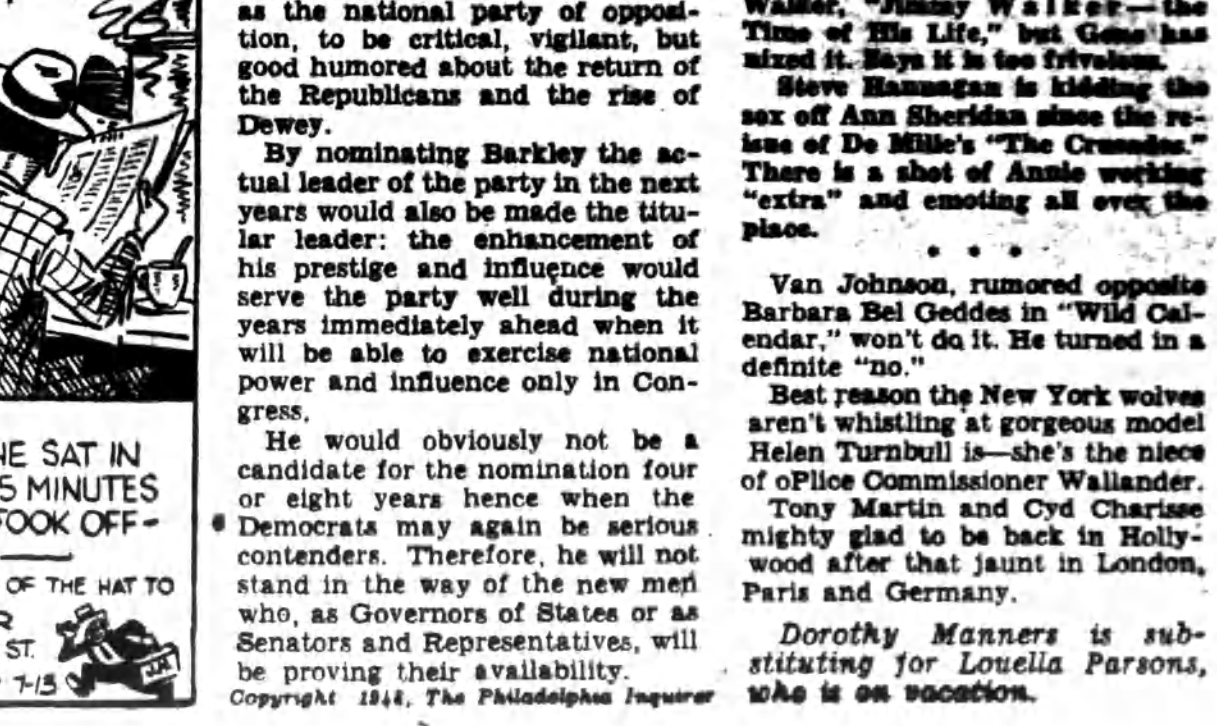 HE SAT IN
5 MINUTES
TOOK OFF-
OF THE HAT TO
ST.
7-13
as the national party of opposi-
tion, to be critical, vigilant, but
good humored about the return of
the Republicans and the rise of
Dewey.
By nominating Barkley the ac-
tual leader of the party in the next
years would also be made the titu-
lar leader: the enhancement of
his prestige and influence would
serve the party well during the
years immediately ahead when it
will be able to exercise national
power and influence only in Con-
gress.
He would obviously not be a
candidate for the nomination four
or eight years hence when the
Democrats may again be serious
contenders. Therefore, he will not
stand in the way of the new men
who, as Governors of States or as
Senators and Representatives, will
be proving their availability.
Copyright 1948, The Philadelphia Inquirer
Walker, "Jimmy Walker—the
Time of His Life," but Gene has
nixed it. Says it is too frivolous.
Steve Hannagan is kidding the
sox off Ann Sheridan since the re-
isue of De Mille's "The Crusades."
There is a shot of Annie working
"extra" and emoting all over the
place.
• • •
Van Johnson, rumored opposite
Barbara Bel Geddes in "Wild Cal-
endar," won't do it. He turned in a
definite "no."
Best reason the New York wolves
aren't whistling at gorgeous model
Helen Turnbull is—she's the niece
of oPlice Commissioner Wallander.
Tony Martin and Cyd Charisse
mighty glad to be back in Holly-
wood after that jaunt in London,
Paris and Germany.
Dorothy Manners is sub-
stituting for Louella Parsons,
who is on vacation.